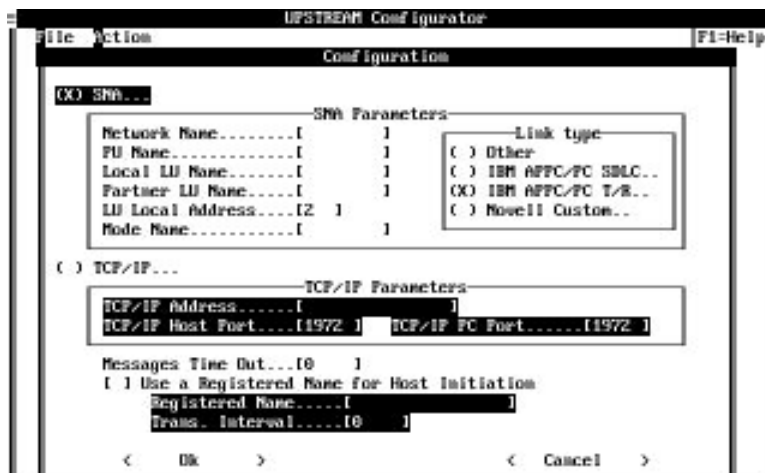 UPSTREAM Configurator
File Action F1=Help
Configuration
(X) SNA...
SNA Parameters
Network Name........[ ]
PU Name.............[ ]
Local LU Name.......[ ]
Partner LU Name.....[ ]
LU Local Address....[2 ]
Mode Name...........[ ]
Link type
( ) Other
( ) IBM APPC/PC SDLC..
(X) IBM APPC/PC T/R..
( ) Novell Custom..
( ) TCP/IP...
TCP/IP Parameters
TCP/IP Address......[ ]
TCP/IP Host Port....[1972 ] TCP/IP PC Port......[1972 ]
Messages Time Out...[0 ]
[ ] Use a Registered Name for Host Initiation
Registered Name.....[ ]
Trans. Interval.....[0 ]
< Ok > < Cancel >